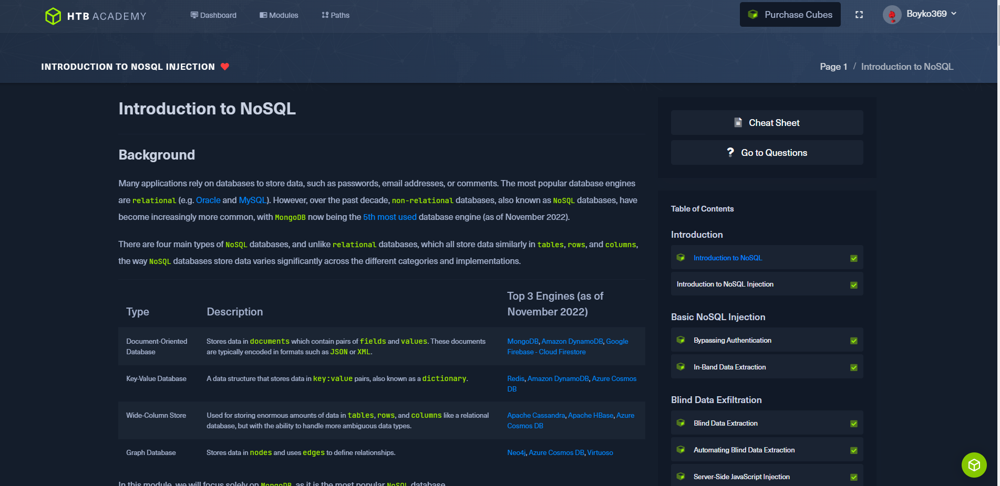 HTB ACADEMY
Dashboard
Modules
Paths
Purchase Cubes
Boyko369
INTRODUCTION TO NOSQL INJECTION
Page 1 / Introduction to NoSQL
Introduction to NoSQL
Background
Many applications rely on databases to store data, such as passwords, email addresses, or comments. The most popular database engines
are relational (e.g. Oracle and MySQL). However, over the past decade, non-relational databases, also known as NoSQL databases, have
become increasingly more common, with MongoDB now being the 5th most used database engine (as of November 2022).
There are four main types of NoSQL databases, and unlike relational databases, which all store data similarly in tables, rows, and columns,
the way NoSQL databases store data varies significantly across the different categories and implementations.
Type
Description
Top 3 Engines (as of
November 2022)
Document-Oriented
Database
Stores data in documents which contain pairs of fields and values. These documents
are typically encoded in formats such as JSON or XML.
MongoDB, Amazon DynamoDB, Google
Firebase - Cloud Firestore
Key-Value Database
A data structure that stores data in key:value pairs, also known as a dictionary.
Redis, Amazon DynamoDB, Azure Cosmos
DB
Wide-Column Store
Used for storing enormous amounts of data in tables, rows, and columns like a relational
database, but with the ability to handle more ambiguous data types.
Apache Cassandra, Apache HBase, Azure
Cosmos DB
Graph Database
Stores data in nodes and uses edges to define relationships.
Neo4j, Azure Cosmos DB, Virtuoso
In this module, we will focus solely on MongoDB, as it is the most popular NoSQL database.
Cheat Sheet
? Go to Questions
Table of Contents
Introduction
Introduction to NoSQL
Introduction to NoSQL Injection
Basic NoSQL Injection
Bypassing Authentication
In-Band Data Extraction
Blind Data Exfiltration
Blind Data Extraction
Automating Blind Data Extraction
Server-Side JavaScript Injection